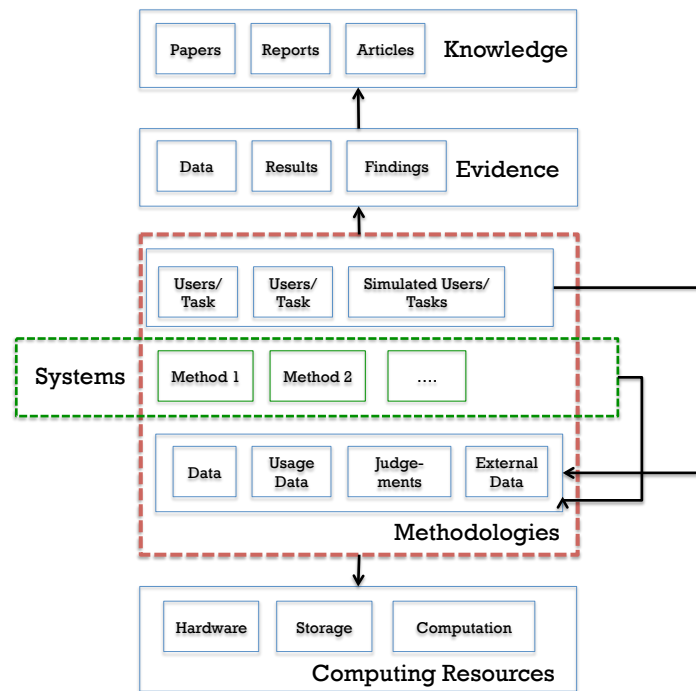 Papers
Reports
Articles
Knowledge
Data
Results
Findings
Evidence
Users/
Task
Users/
Task
Simulated Users/
Tasks
Systems
Method 1
Method 2
....
Data
Usage
Data
Judge-
ments
External
Data
Methodologies
Hardware
Storage
Computation
Computing Resources